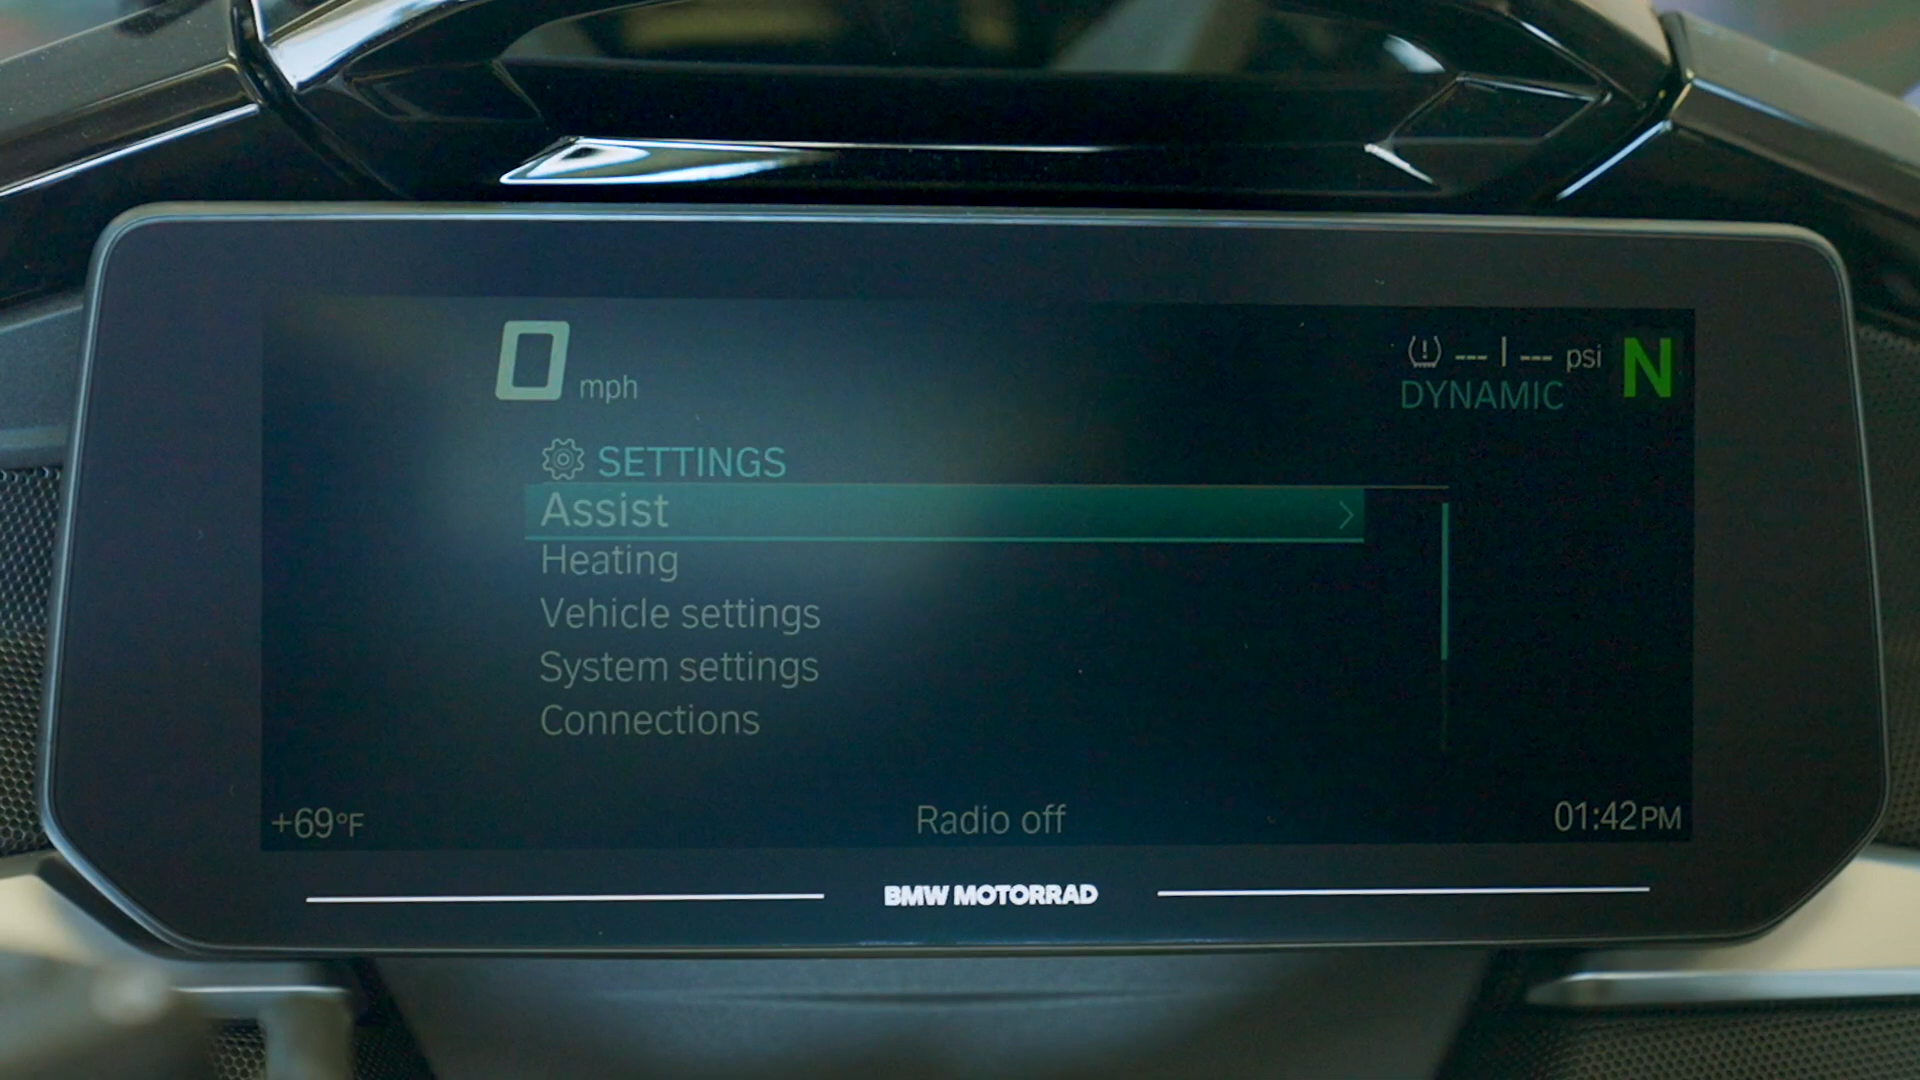 0 mph
--- | --- psi N
DYNAMIC
SETTINGS
Assist
Heating
Vehicle settings
System settings
Connections
+69°F Radio off 01:42PM
BMW MOTORRAD